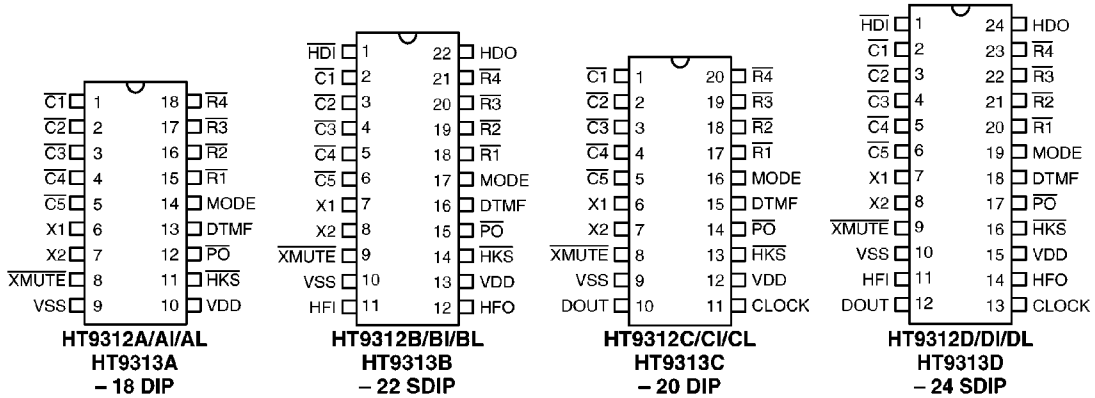 C1 1 18 R4
C2 2 17 R3
C3 3 16 R2
C4 4 15 R1
C5 5 14 MODE
X1 6 13 DTMF
X2 7 12 PO
XMUTE 8 11 HKS
VSS 9 10 VDD
HT9312A/AI/AL
HT9313A
– 18 DIP
HDI 1 22 HDO
C1 2 21 R4
C2 3 20 R3
C3 4 19 R2
C4 5 18 R1
C5 6 17 MODE
X1 7 16 DTMF
X2 8 15 PO
XMUTE 9 14 HKS
VSS 10 13 VDD
HFI 11 12 HFO
HT9312B/BI/BL
HT9313B
– 22 SDIP
C1 1 20 R4
C2 2 19 R3
C3 3 18 R2
C4 4 17 R1
C5 5 16 MODE
X1 6 15 DTMF
X2 7 14 PO
XMUTE 8 13 HKS
VSS 9 12 VDD
DOUT 10 11 CLOCK
HT9312C/CI/CL
HT9313C
– 20 DIP
HDI 1 24 HDO
C1 2 23 R4
C2 3 22 R3
C3 4 21 R2
C4 5 20 R1
C5 6 19 MODE
X1 7 18 DTMF
X2 8 17 PO
XMUTE 9 16 HKS
VSS 10 15 VDD
HFI 11 14 HFO
DOUT 12 13 CLOCK
HT9312D/DI/DL
HT9313D
– 24 SDIP